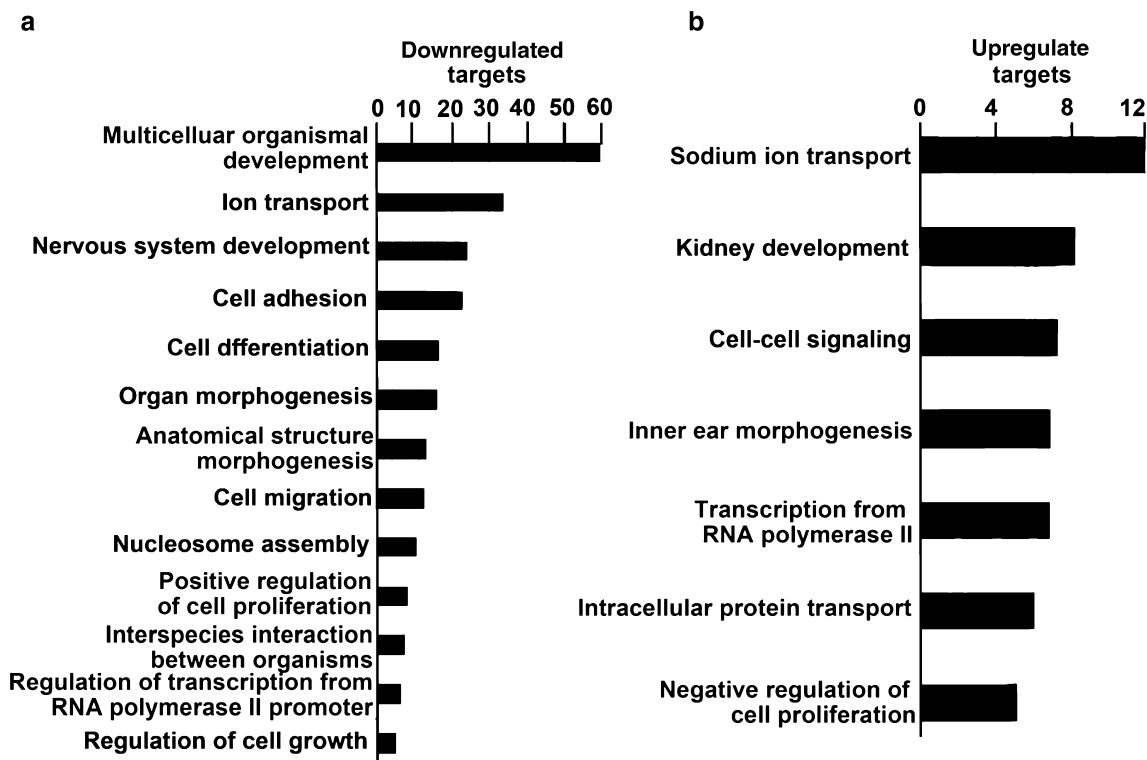 a
Downregulated
targets
0 10 20 30 40 50 60
Multicelluar organismal
develepment
Ion transport
Nervous system development
Cell adhesion
Cell dfferentiation
Organ morphogenesis
Anatomical structure
morphogenesis
Cell migration
Nucleosome assembly
Positive regulation
of cell proliferation
Interspecies interaction
between organisms
Regulation of transcription from
RNA polymerase II promoter
Regulation of cell growth
b
Upregulate
targets
0 4 8 12
Sodium ion transport
Kidney development
Cell-cell signaling
Inner ear morphogenesis
Transcription from
RNA polymerase II
Intracellular protein transport
Negative regulation of
cell proliferation